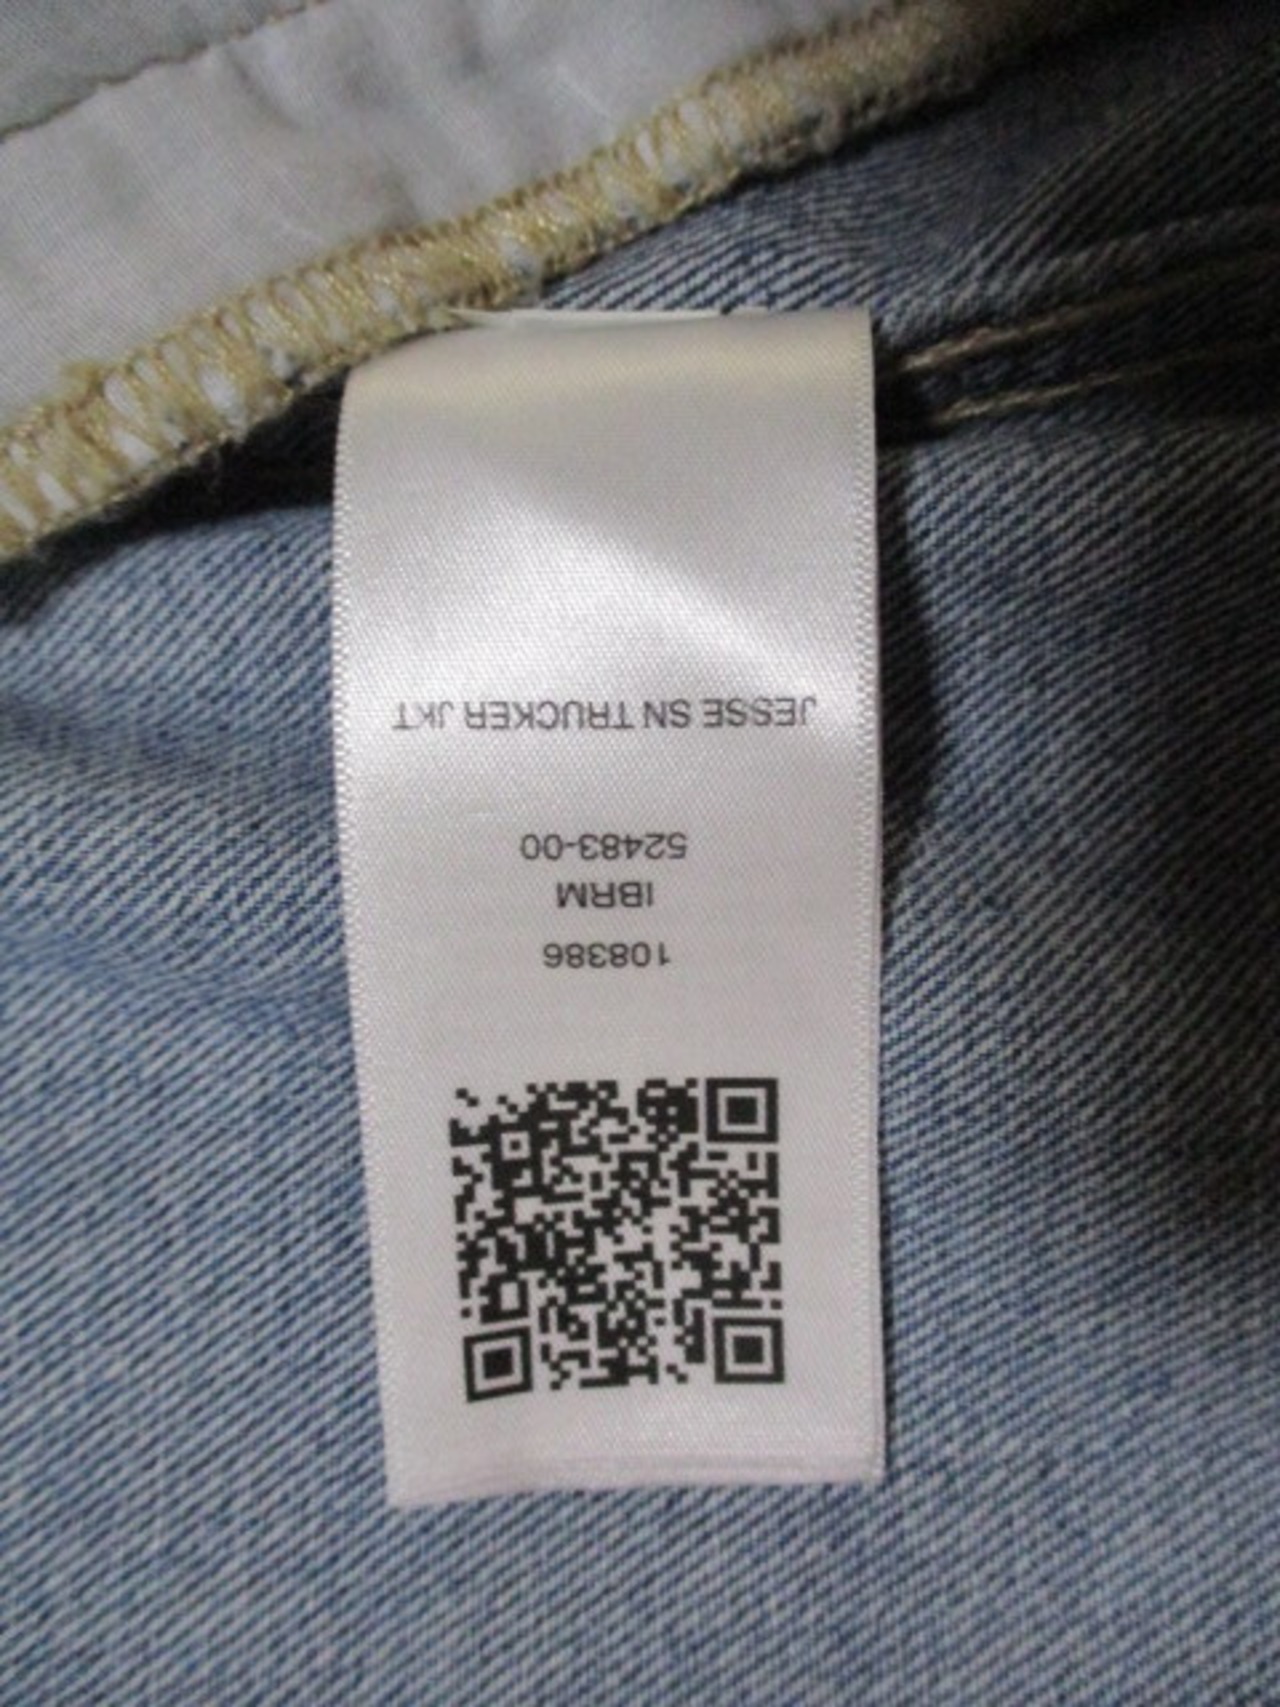 108386
IBRM
52483-00
JESSE SN TRUCKER JKT